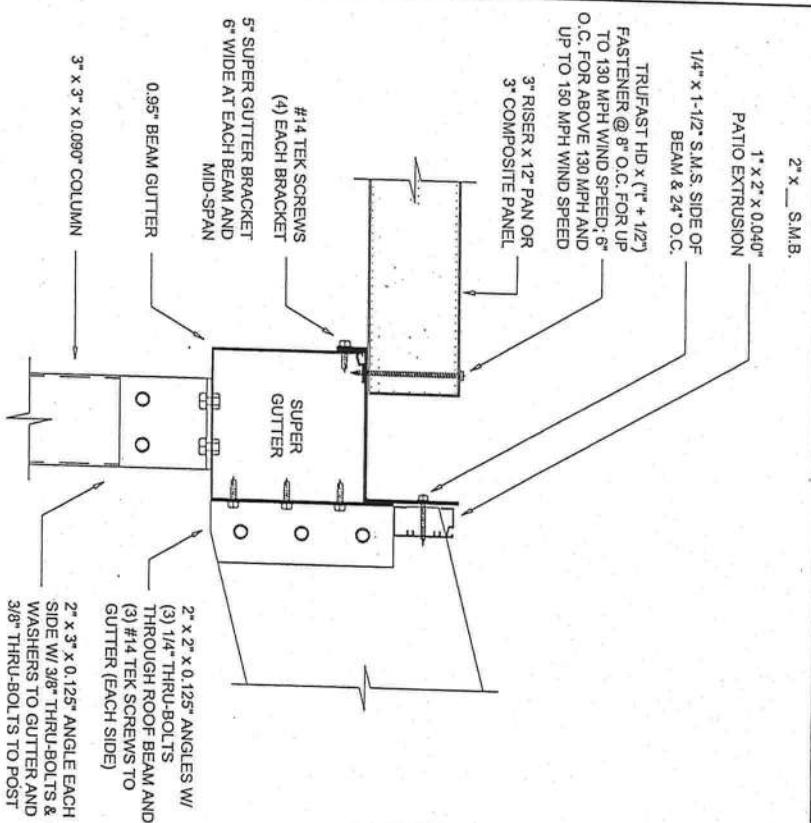 2" x __ S.M.B.
1" x 2" x 0.040"
PATIO EXTRUSION
1/4" x 1-1/2" S.M.S. SIDE OF
BEAM & 24" O.C.
TRUFAST HD x ("t" + 1/2")
FASTENER @ 8" O.C. FOR UP
TO 130 MPH WIND SPEED; 6"
O.C. FOR ABOVE 130 MPH AND
UP TO 150 MPH WIND SPEED
3" RISER x 12" PAN OR
3" COMPOSITE PANEL
#14 TEK SCREWS
(4) EACH BRACKET
5" SUPER GUTTER BRACKET
6" WIDE AT EACH BEAM AND
MID-SPAN
0.95" BEAM GUTTER
3" x 3" x 0.090" COLUMN
SUPER
GUTTER
2" x 2" x 0.125" ANGLES W/
(3) 1/4" THRU-BOLTS
THROUGH ROOF BEAM AND
(3) #14 TEK SCREWS TO
GUTTER (EACH SIDE)
2" x 3" x 0.125" ANGLE EACH
SIDE W/ 3/8" THRU-BOLTS &
WASHERS TO GUTTER AND
3/8" THRU-BOLTS TO POST